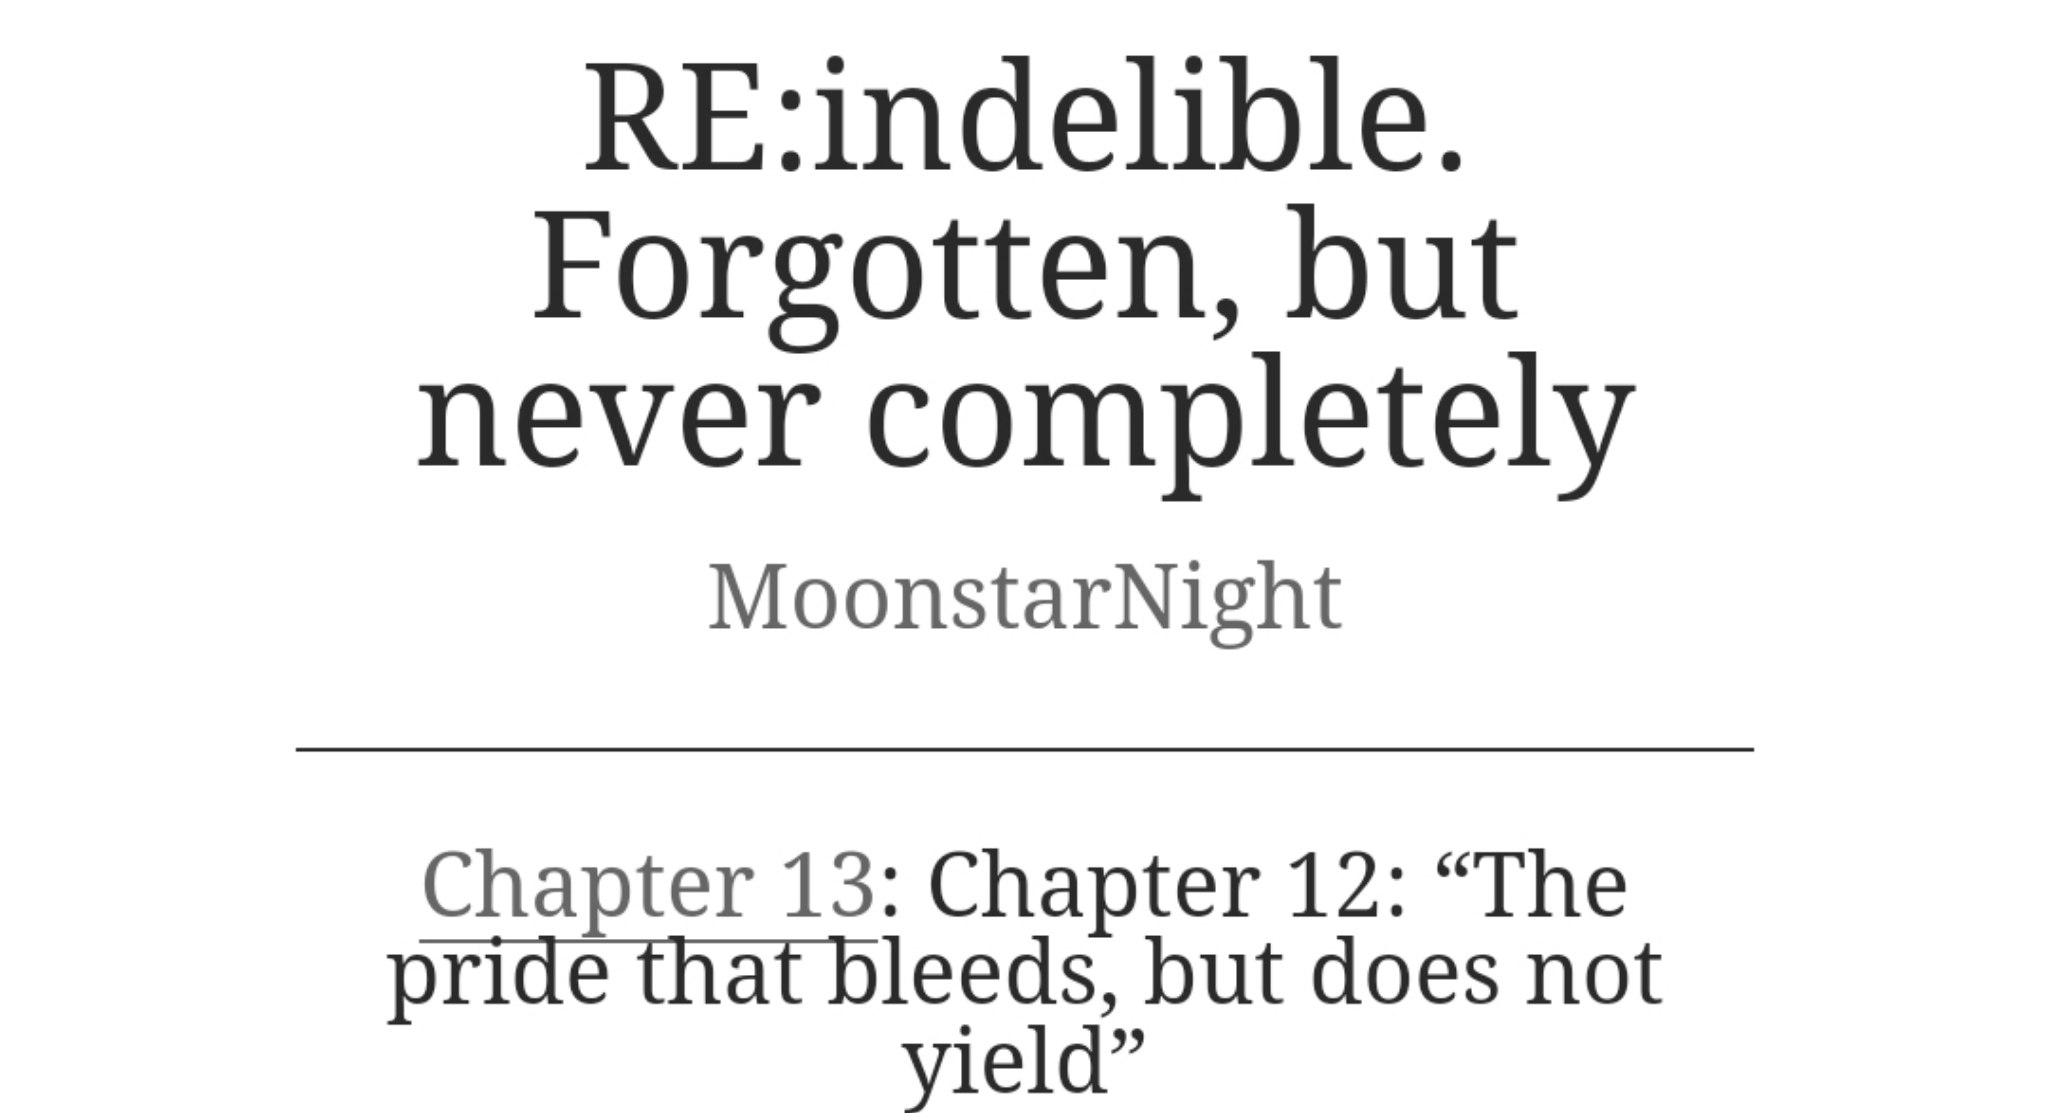 RE:indelible.
Forgotten, but
never completely
MoonstarNight
Chapter 13: Chapter 12: “The
pride that bleeds, but does not
yield”